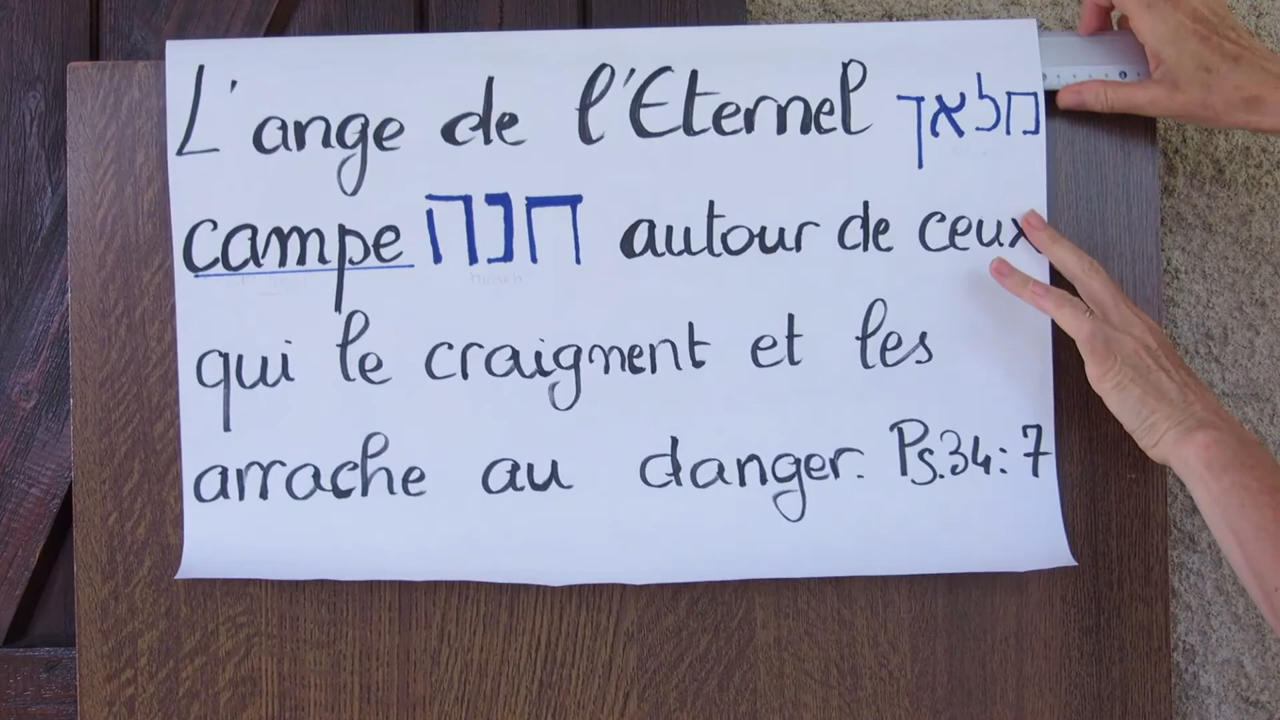 L'ange de l'Eternel מלאך
campe חנה autour de ceux
qui le craignent et les
arrache au danger. Ps.34:7